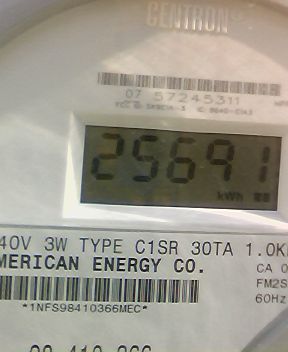 CENTRON
07 57245311
25691
kWh
40V 3W TYPE C1SR 30TA 1.0K
MERICAN ENERGY CO.
CA 0
FM2S
60Hz
*1NFS98410366MEC*